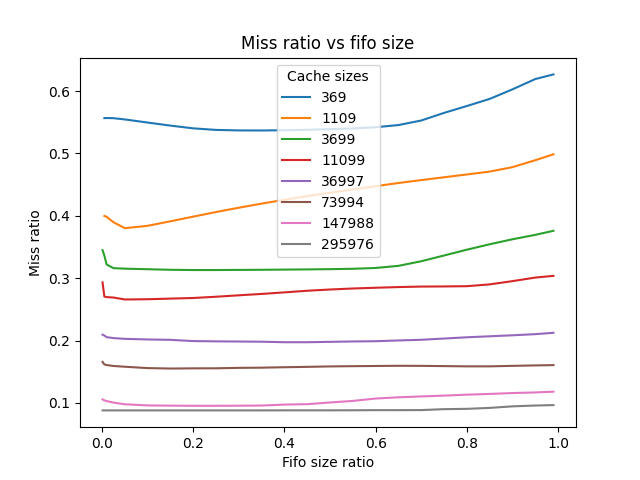 Miss ratio vs fifo size
Miss ratio
0.6
0.5
0.4
0.3
0.2
0.1
Cache sizes
369
1109
3699
11099
36997
73994
147988
295976
0.0 0.2 0.4 0.6 0.8 1.0
Fifo size ratio